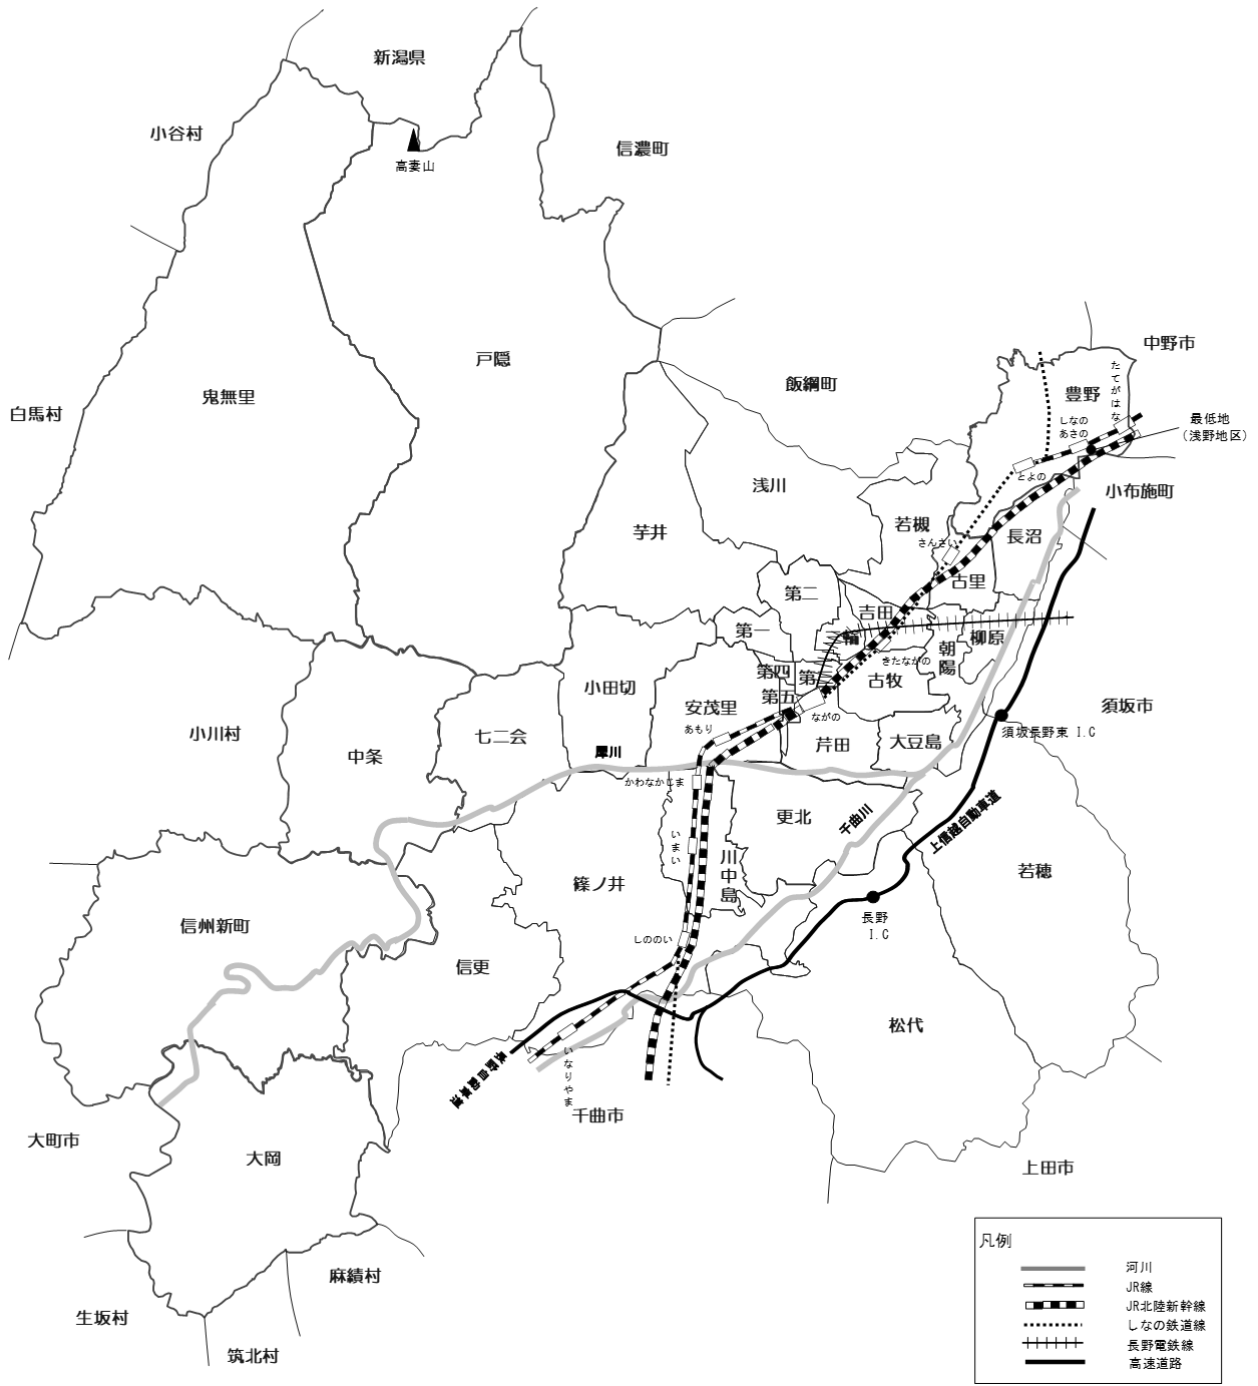 新潟県
小谷村
高妻山
信濃町
中野市
たてがはな
戸隠
飯綱町
豊野
鬼無里
白馬村
最低地
(浅野地区)
しなの
あさの
とよの
小布施町
浅川
若槻
芋井
長沼
さんさい
古里
第二
吉田
第一
柳原
朝陽
きたながの
第四
古牧
小田切
第五
安茂里
須坂市
小川村
七二会
あもり
ながの
須坂長野東 I.C
中条
犀川
芹田
大豆島
かわなかじま
更北
千曲川
上信越自動車道
いまい
川中島
若穂
篠ノ井
長野
I.C
信州新町
しののい
信更
松代
いなりやま
千曲市
大町市
大岡
上田市
麻績村
生坂村
筑北村
凡例
河川
JR線
JR北陸新幹線
しなの鉄道線
長野電鉄線
高速道路